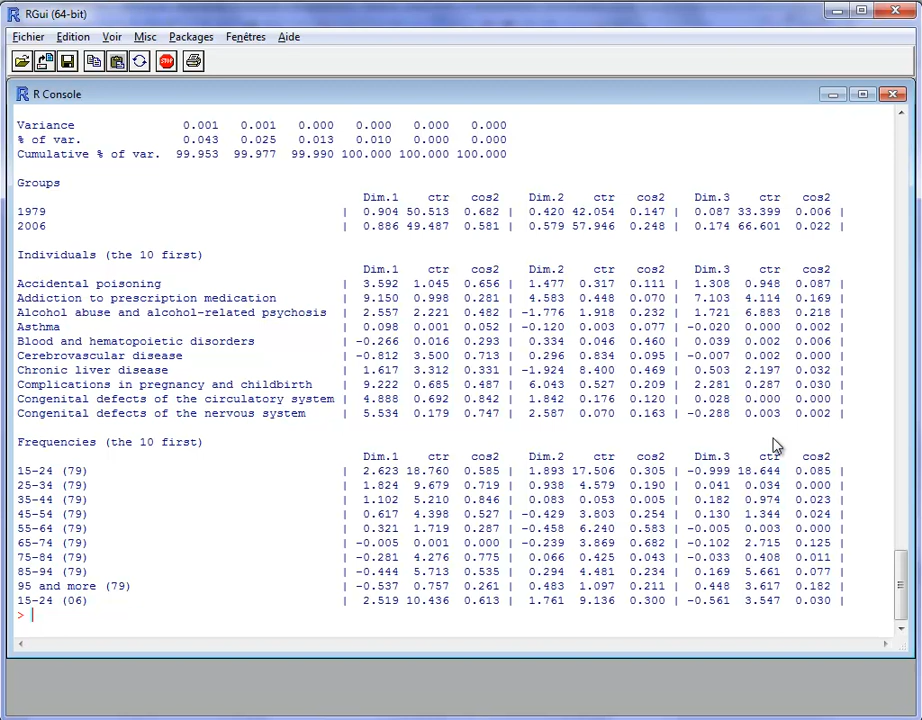 RGui (64-bit)
Fichier Edition Voir Misc Packages Fenêtres Aide
STOP
R Console
Variance 0.001 0.001 0.000 0.000 0.000 0.000
% of var. 0.043 0.025 0.013 0.010 0.000 0.000
Cumulative % of var. 99.953 99.977 99.990 100.000 100.000 100.000
Groups
Dim.1 ctr cos2 Dim.2 ctr cos2 Dim.3 ctr cos2
1979 | 0.904 50.513 0.682 | 0.420 42.054 0.147 | 0.087 33.399 0.006 |
2006 | 0.886 49.487 0.581 | 0.579 57.946 0.248 | 0.174 66.601 0.022 |
Individuals (the 10 first)
Dim.1 ctr cos2 Dim.2 ctr cos2 Dim.3 ctr cos2
Accidental poisoning | 3.592 1.045 0.656 | 1.477 0.317 0.111 | 1.308 0.948 0.087 |
Addiction to prescription medication | 9.150 0.998 0.281 | 4.583 0.448 0.070 | 7.103 4.114 0.169 |
Alcohol abuse and alcohol-related psychosis | 2.557 2.221 0.482 | -1.776 1.918 0.232 | 1.721 6.883 0.218 |
Asthma | 0.098 0.001 0.052 | -0.120 0.003 0.077 | -0.020 0.000 0.002 |
Blood and hematopoietic disorders | -0.266 0.016 0.293 | 0.334 0.046 0.460 | 0.039 0.002 0.006 |
Cerebrovascular disease | -0.812 3.500 0.713 | 0.296 0.834 0.095 | -0.007 0.002 0.000 |
Chronic liver disease | 1.617 3.312 0.331 | -1.924 8.400 0.469 | 0.503 2.197 0.032 |
Complications in pregnancy and childbirth | 9.222 0.685 0.487 | 6.043 0.527 0.209 | 2.281 0.287 0.030 |
Congenital defects of the circulatory system | 4.888 0.692 0.842 | 1.842 0.176 0.120 | 0.028 0.000 0.000 |
Congenital defects of the nervous system | 5.534 0.179 0.747 | 2.587 0.070 0.163 | -0.288 0.003 0.002 |
Frequencies (the 10 first)
Dim.1 ctr cos2 Dim.2 ctr cos2 Dim.3 ctr cos2
15-24 (79) | 2.623 18.760 0.585 | 1.893 17.506 0.305 | -0.999 18.644 0.085 |
25-34 (79) | 1.824 9.679 0.719 | 0.938 4.579 0.190 | 0.041 0.034 0.000 |
35-44 (79) | 1.102 5.210 0.846 | 0.083 0.053 0.005 | 0.182 0.974 0.023 |
45-54 (79) | 0.617 4.398 0.527 | -0.429 3.803 0.254 | 0.130 1.344 0.024 |
55-64 (79) | 0.321 1.719 0.287 | -0.458 6.240 0.583 | -0.005 0.003 0.000 |
65-74 (79) | -0.005 0.001 0.000 | -0.239 3.869 0.682 | -0.102 2.715 0.125 |
75-84 (79) | -0.281 4.276 0.775 | 0.066 0.425 0.043 | -0.033 0.408 0.011 |
85-94 (79) | -0.444 5.713 0.535 | 0.294 4.481 0.234 | 0.169 5.661 0.077 |
95 and more (79) | -0.537 0.757 0.261 | 0.483 1.097 0.211 | 0.448 3.617 0.182 |
15-24 (06) | 2.519 10.436 0.613 | 1.761 9.136 0.300 | -0.561 3.547 0.030 |
>